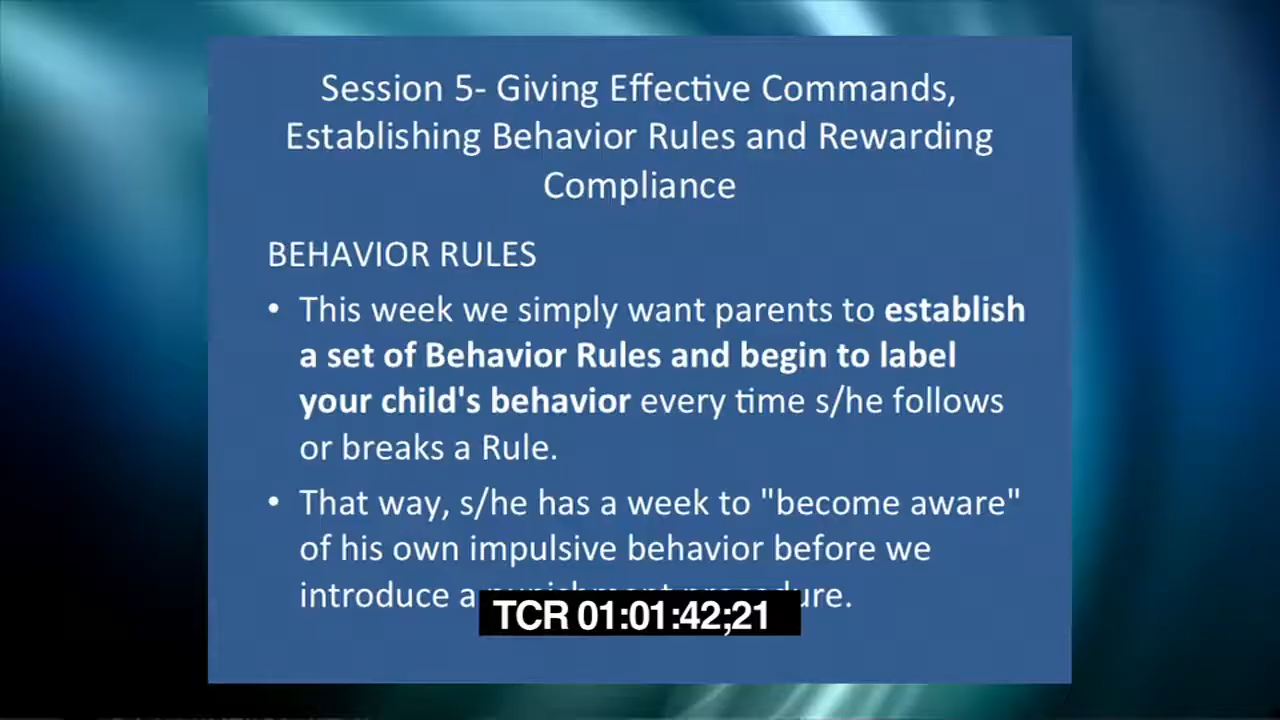 Session 5- Giving Effective Commands,
Establishing Behavior Rules and Rewarding
Compliance
BEHAVIOR RULES
• This week we simply want parents to establish
a set of Behavior Rules and begin to label
your child's behavior every time s/he follows
or breaks a Rule.
• That way, s/he has a week to "become aware"
of his own impulsive behavior before we
introduce a punishment procedure.
TCR 01:01:42;21